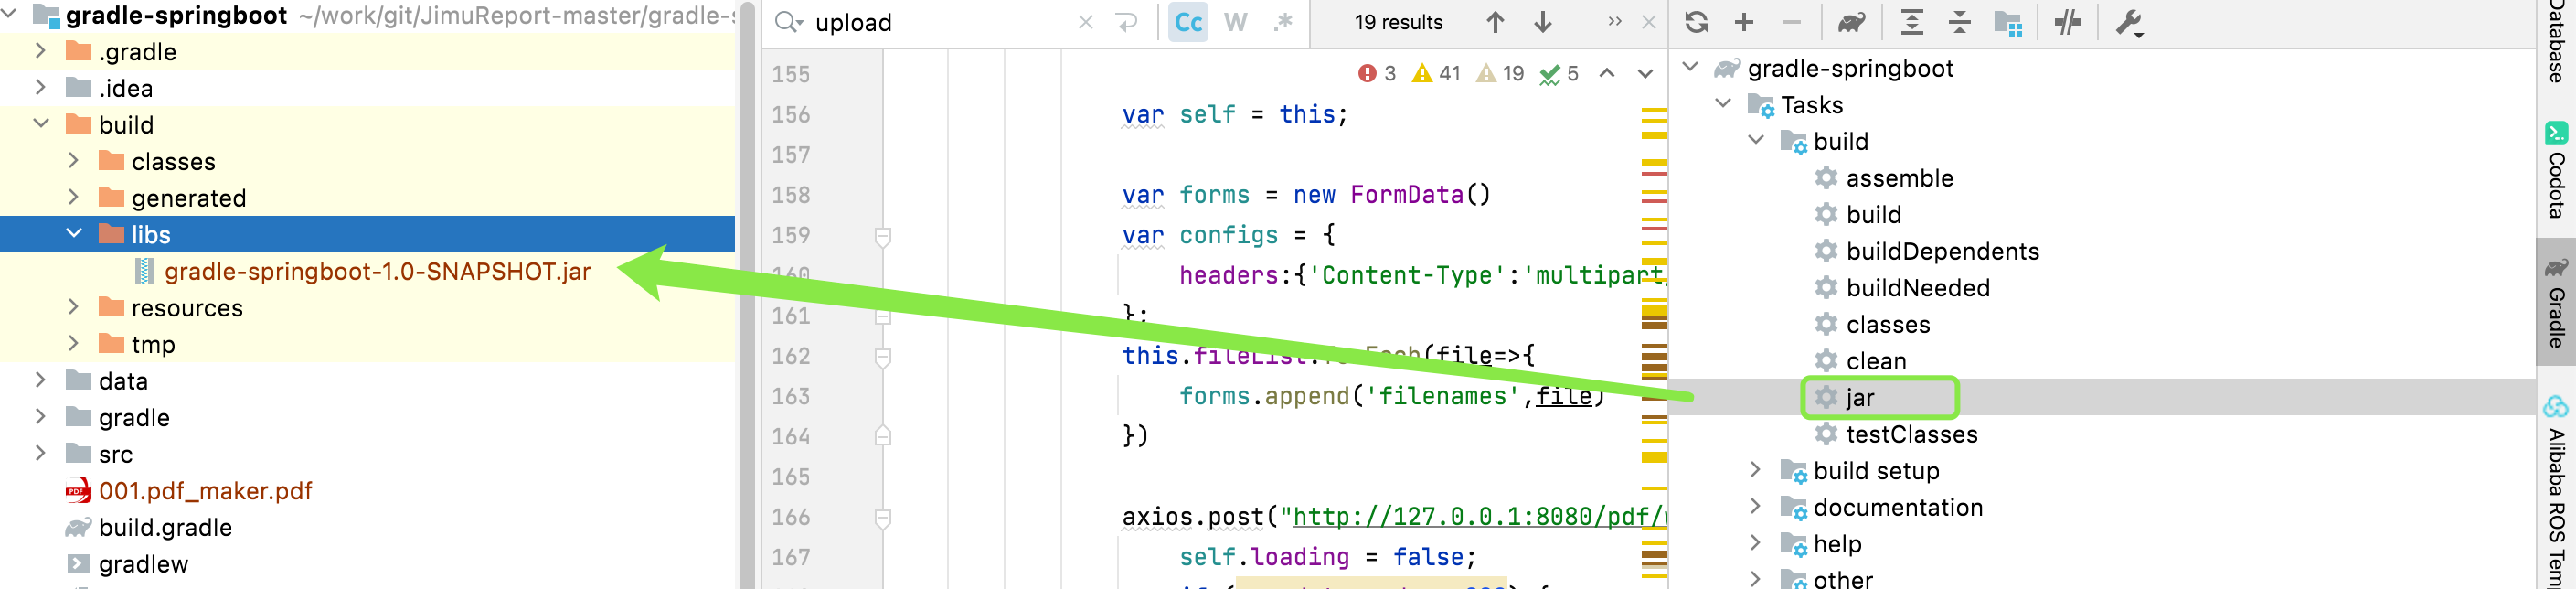 gradle-springboot ~/work/git/JimuReport-master/gradle-s
.gradle
.idea
build
classes
generated
libs
gradle-springboot-1.0-SNAPSHOT.jar
resources
tmp
data
gradle
src
001.pdf_maker.pdf
build.gradle
gradlew
upload
Cc W .* 19 results
3 41 19 5
155
156 var self = this;
157
158 var forms = new FormData()
159 var configs = {
160 headers:{'Content-Type':'multipart/
161 };
162 this.fileList.forEach(file=>{
163 forms.append('filenames',file)
164 })
165
166 axios.post("http://127.0.0.1:8080/pdf/
167 self.loading = false;
gradle-springboot
Tasks
build
assemble
build
buildDependents
buildNeeded
classes
clean
jar
testClasses
build setup
documentation
help
other
Database
Codota
Gradle
Alibaba ROS Tem